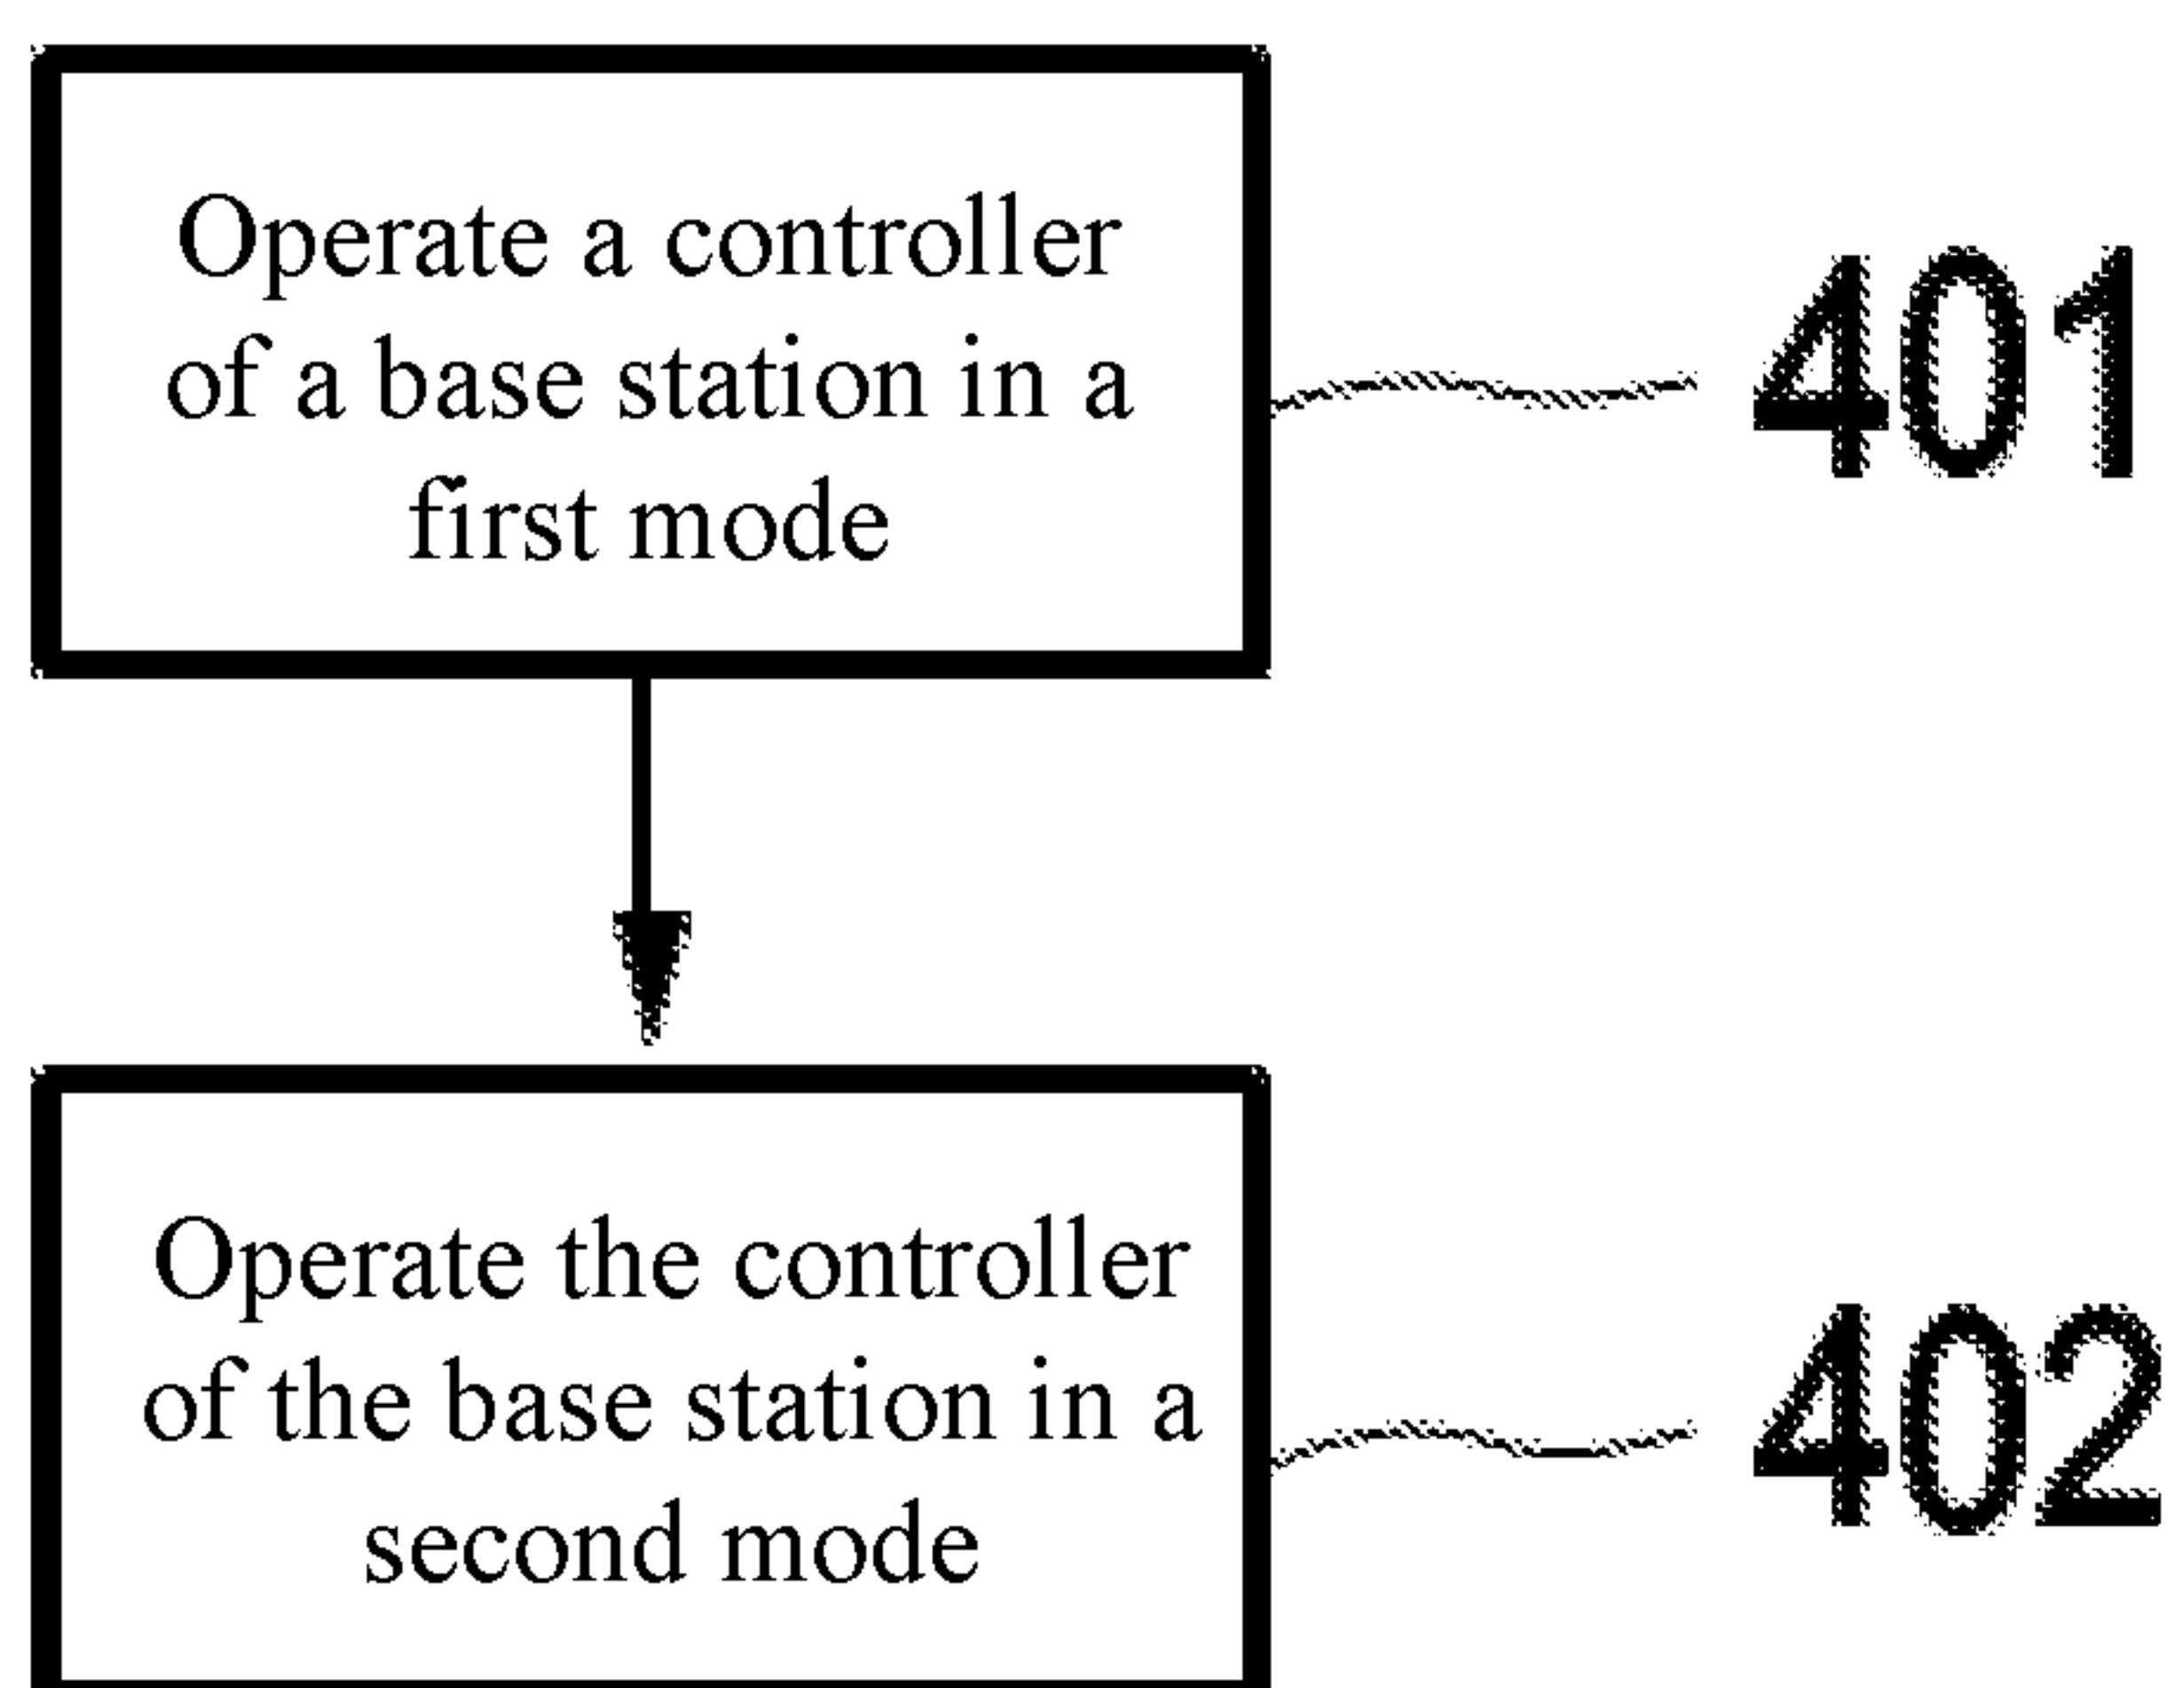 Operate a controller
of a base station in a
first mode
401
Operate the controller
of the base station in a
second mode
402